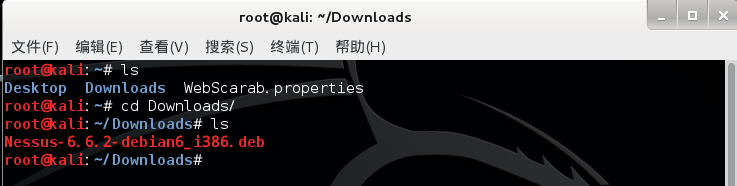 root@kali: ~/Downloads
文件(F) 编辑(E) 查看(V) 搜索(S) 终端(T) 帮助(H)
root@kali:~# ls
Desktop Downloads WebScarab.properties
root@kali:~# cd Downloads/
root@kali:~/Downloads# ls
Nessus-6.6.2-debian6_i386.deb
root@kali:~/Downloads#